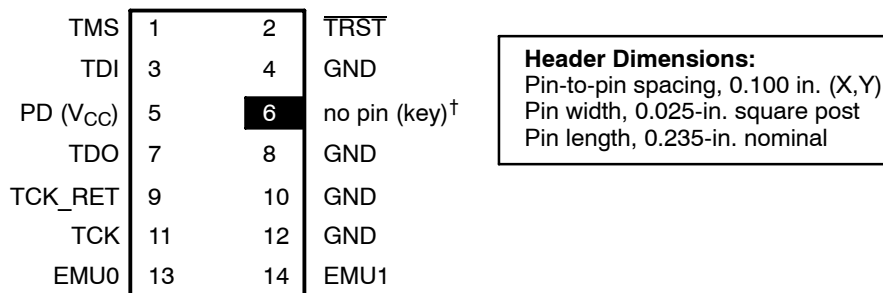 TMS 1 2 TRST
TDI 3 4 GND
PD (VCC) 5 6 no pin (key)†
TDO 7 8 GND
TCK_RET 9 10 GND
TCK 11 12 GND
EMU0 13 14 EMU1
Header Dimensions:
Pin-to-pin spacing, 0.100 in. (X,Y)
Pin width, 0.025-in. square post
Pin length, 0.235-in. nominal